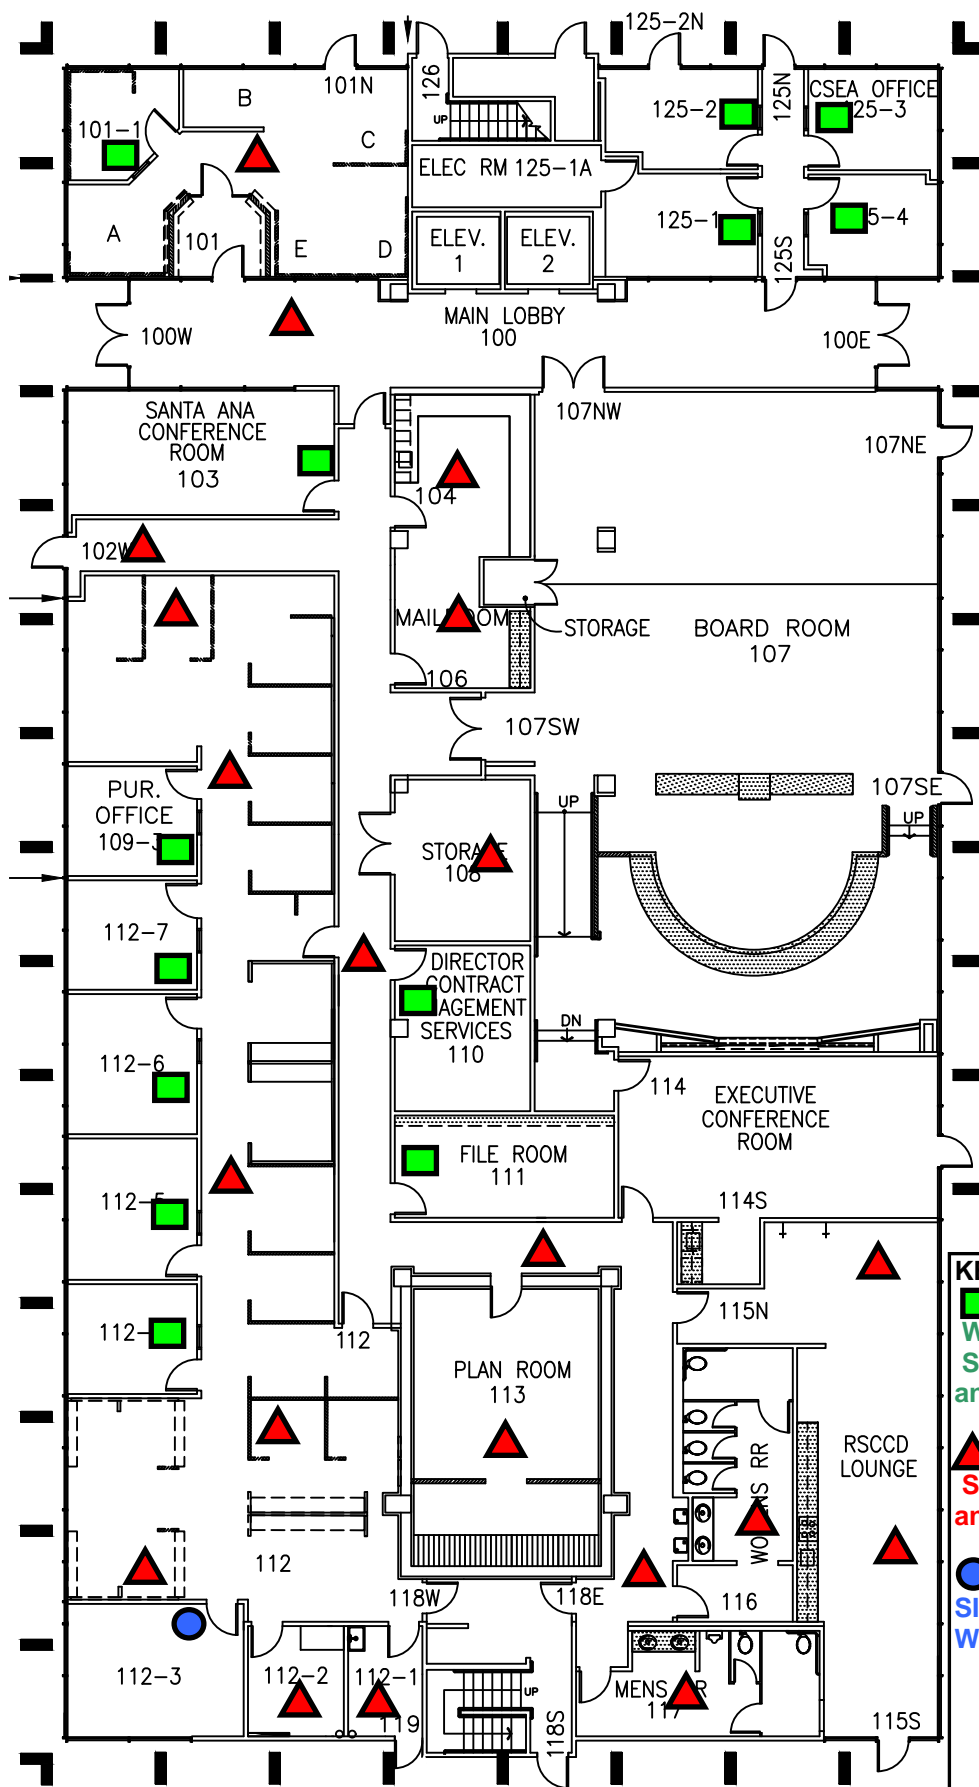 125-2N
101N
126
125N
B
CSEA OFFICE
125-2
25-3
101-1
UP
C
ELEC RM 125-1A
A
101
E
D
ELEV.
1
ELEV.
2
125-1
5-4
125S
100W
MAIN LOBBY
100
100E
107NW
SANTA ANA
CONFERENCE
ROOM
103
107NE
104
102W
STORAGE
BOARD ROOM
107
106
107SW
PUR.
OFFICE
109-
107SE
UP
UP
108
112-7
DIRECTOR
CONTRACT
AGEMENT
SERVICES
110
DN
112-6
114
EXECUTIVE
CONFERENCE
ROOM
FILE ROOM
111
112-5
114S
115N
112-
112
PLAN ROOM
113
RSCCD
LOUNGE
RR
112
118W
118E
116
112-3
112-2
112-1
UP
MENS
117
119
118S
115S